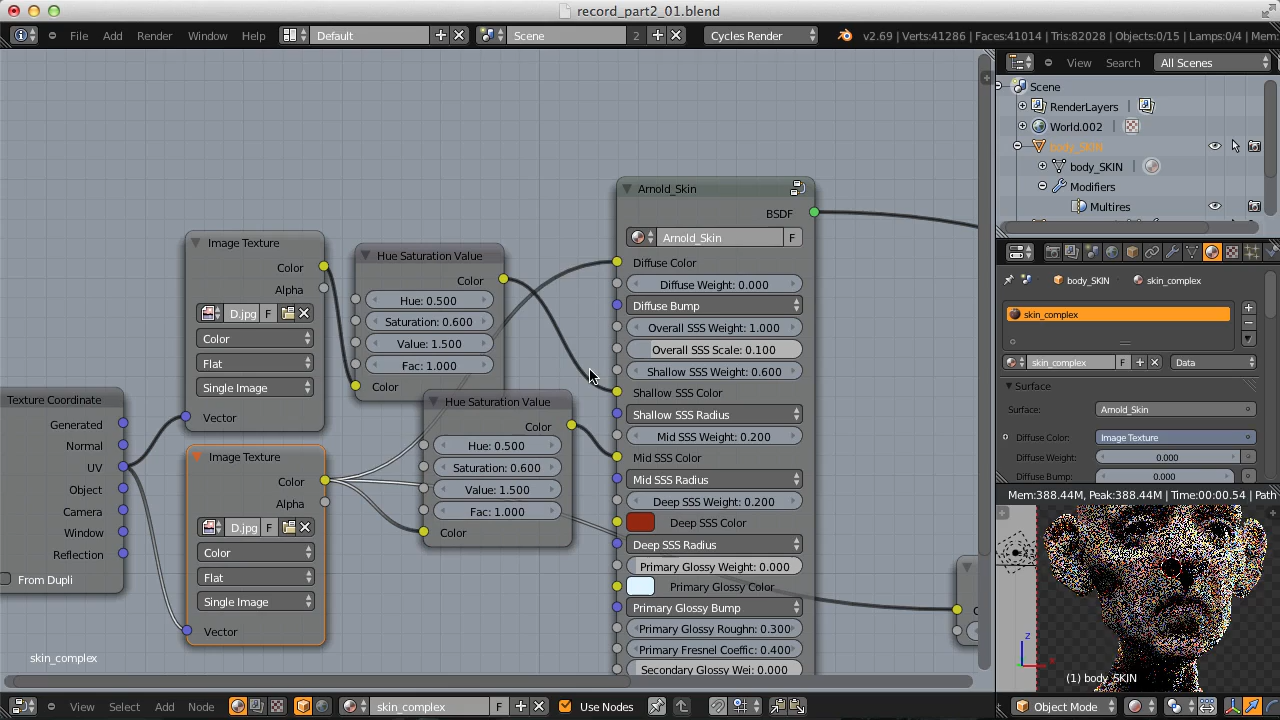 record_part2_01.blend
File Add Render Window Help Default Scene 2 Cycles Render v2.69 | Verts:41286 | Faces:41014 | Tris:82028 | Objects:0/15 | Lamps:0/4 | Mem:
View Search All Scenes
Scene
RenderLayers |
World.002 |
body_SKIN
body_SKIN |
Modifiers
Multires
body_SKIN skin_complex
skin_complex
skin_complex F Data
Surface
Surface: Arnold_Skin
Diffuse Color: Image Texture
Diffuse Weight: 0.000
Diffuse Bump: 0.000
Mem:388.44M, Peak:388.44M | Time:00:00.54 | Path
z
x
(1) body_SKIN
Object Mode
Texture Coordinate
Generated
Normal
UV
Object
Camera
Window
Reflection
From Dupli
Image Texture
Color
Alpha
D.jpg F
Color
Flat
Single Image
Vector
Image Texture
Color
Alpha
D.jpg F
Color
Flat
Single Image
Vector
Hue Saturation Value
Color
Hue: 0.500
Saturation: 0.600
Value: 1.500
Fac: 1.000
Color
Hue Saturation Value
Color
Hue: 0.500
Saturation: 0.600
Value: 1.500
Fac: 1.000
Color
Arnold_Skin
BSDF
Arnold_Skin F
Diffuse Color
Diffuse Weight: 0.000
Diffuse Bump
Overall SSS Weight: 1.000
Overall SSS Scale: 0.100
Shallow SSS Weight: 0.600
Shallow SSS Color
Shallow SSS Radius
Mid SSS Weight: 0.200
Mid SSS Color
Mid SSS Radius
Deep SSS Weight: 0.200
Deep SSS Color
Deep SSS Radius
Primary Glossy Weight: 0.000
Primary Glossy Color
Primary Glossy Bump
Primary Glossy Roughn: 0.300
Primary Fresnel Coeffic: 0.400
Secondary Glossy Wei: 0.000
skin_complex
View Select Add Node skin_complex F Use Nodes